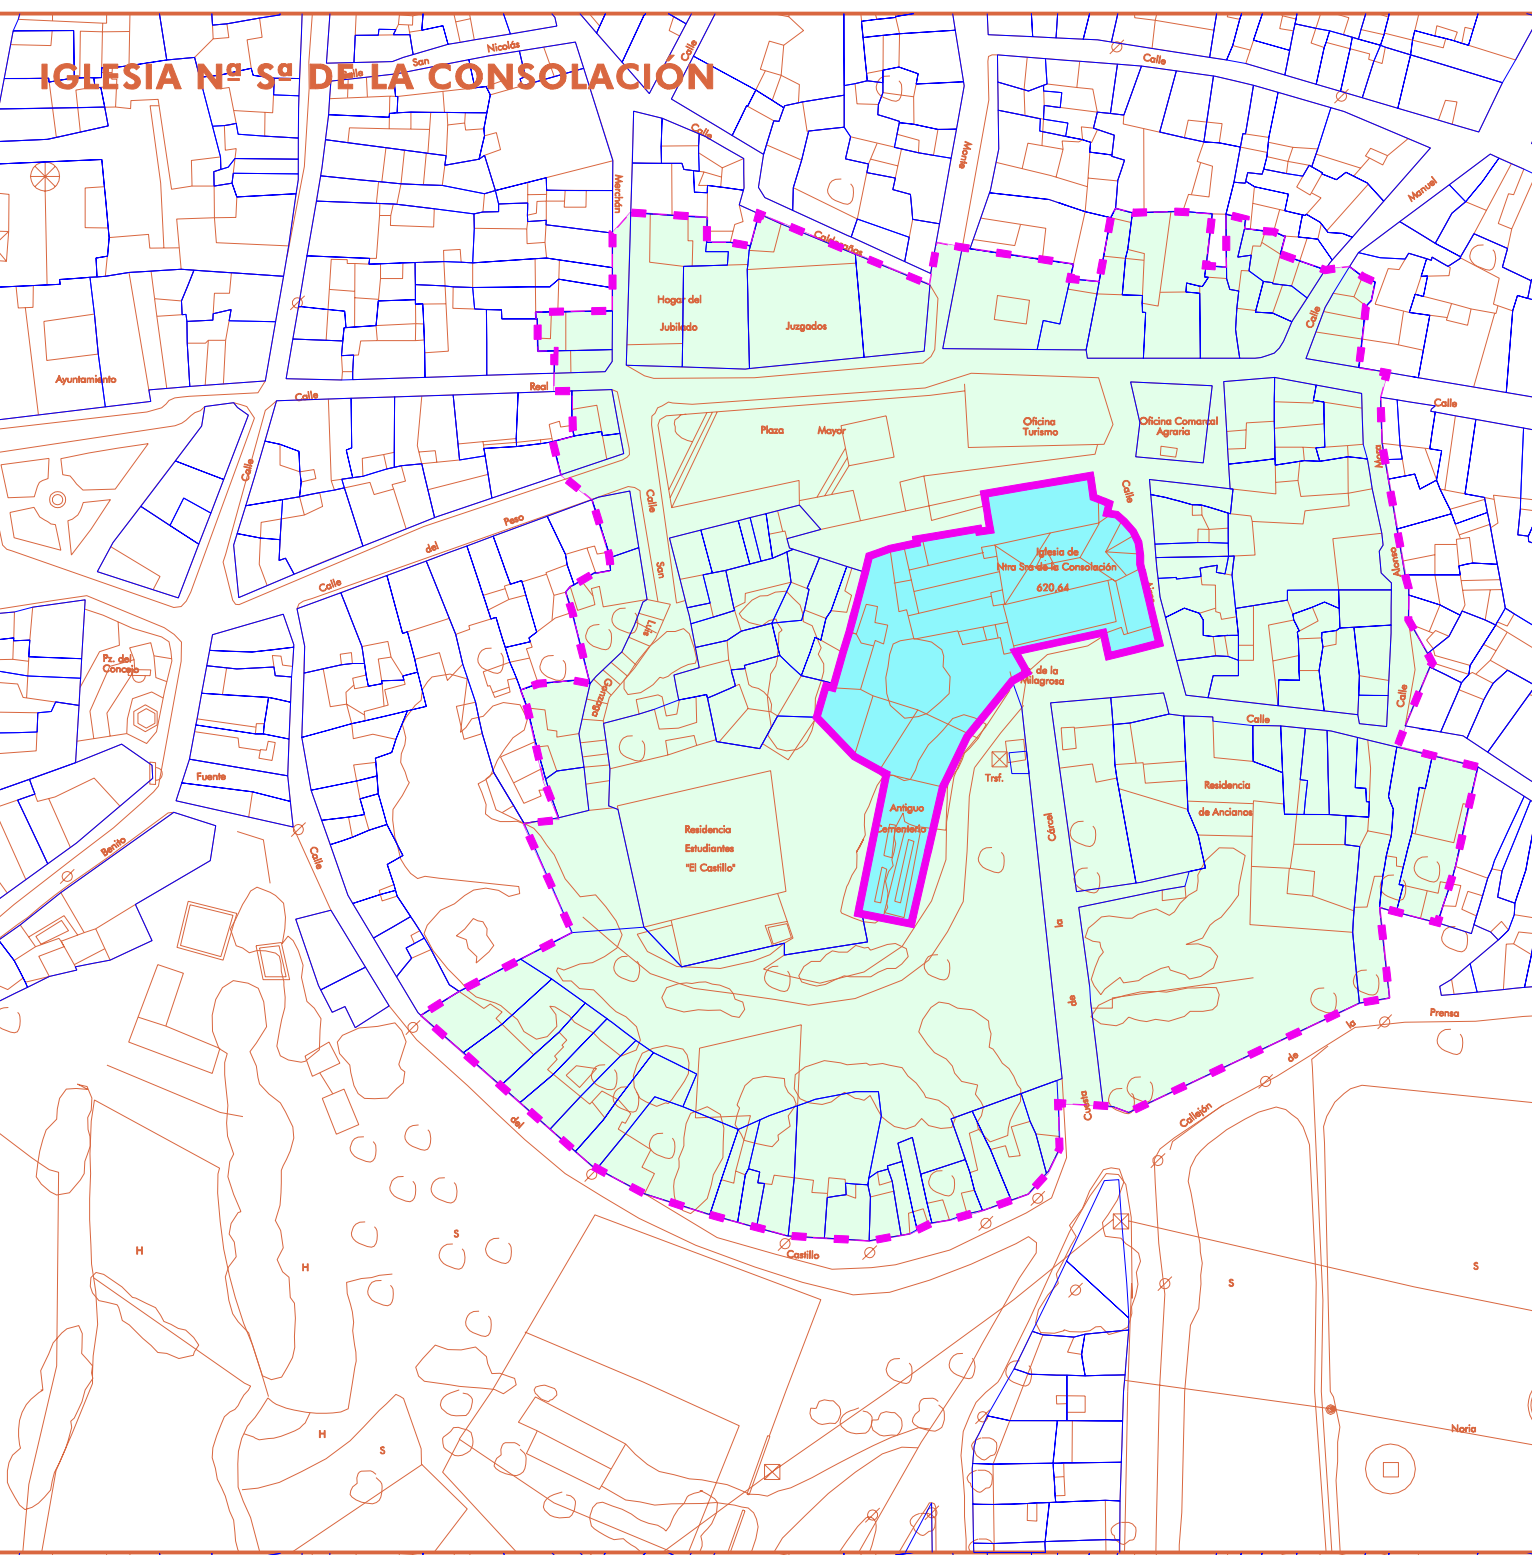 IGLESIA Nª Sª DE LA CONSOLACIÓN
Calle
San
Nicolás
Calle
Calle
Calle
Manuel
Monte
Merchán
Caldereños
Hogar del
Jubilado
Juzgados
Calle
Ayuntamiento
Calle
Real
Calle
Plaza
Mayor
Oficina
Turismo
Oficina Comarcal
Agraria
Calle
Calle
Calle
San
Luis
Gonzaga
Calle
del
Peso
Iglesia de
Ntra Sra de la Consolación
620,64
Alonso
Calle
Pz. del
Concejo
de la
Milagrosa
Calle
Trsf.
Fuente
Benito
Calle
Residencia
Estudiantes
"El Castillo"
Antiguo
Cementerio
Residencia
de Ancianos
Cárcel
la
de
Cuesta
Callejón
de
la
Prensa
del
Castillo
H
H
S
H
S
S
S
Noria